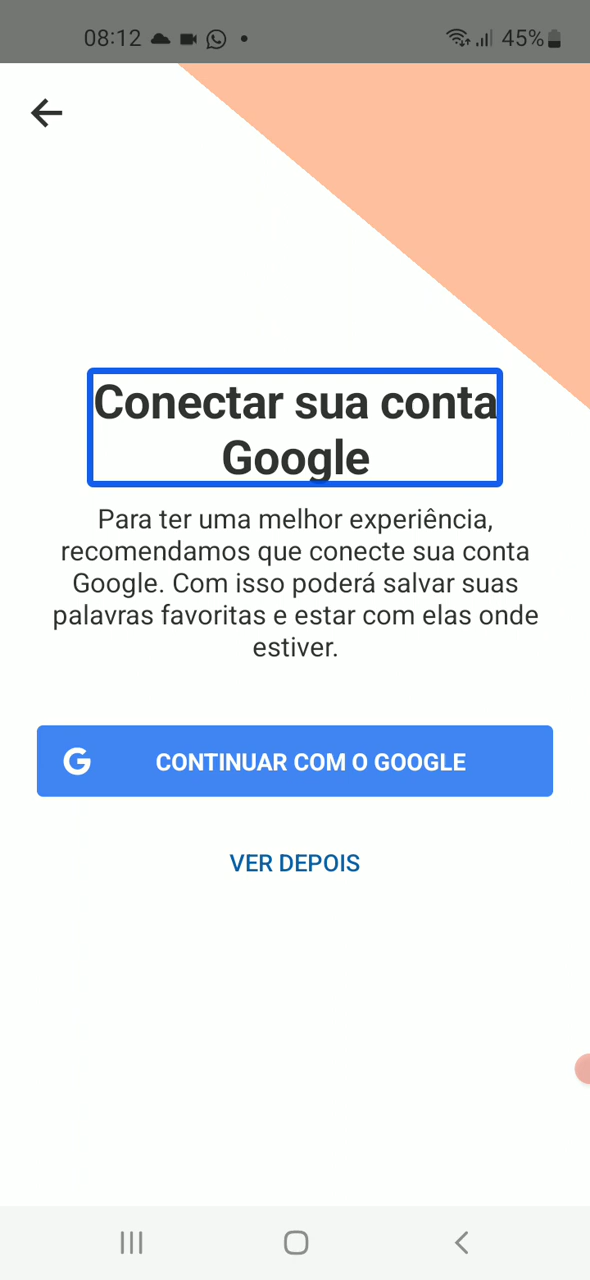 08:12
45%
Conectar sua conta
Google
Para ter uma melhor experiência,
recomendamos que conecte sua conta
Google. Com isso poderá salvar suas
palavras favoritas e estar com elas onde
estiver.
G CONTINUAR COM O GOOGLE
VER DEPOIS